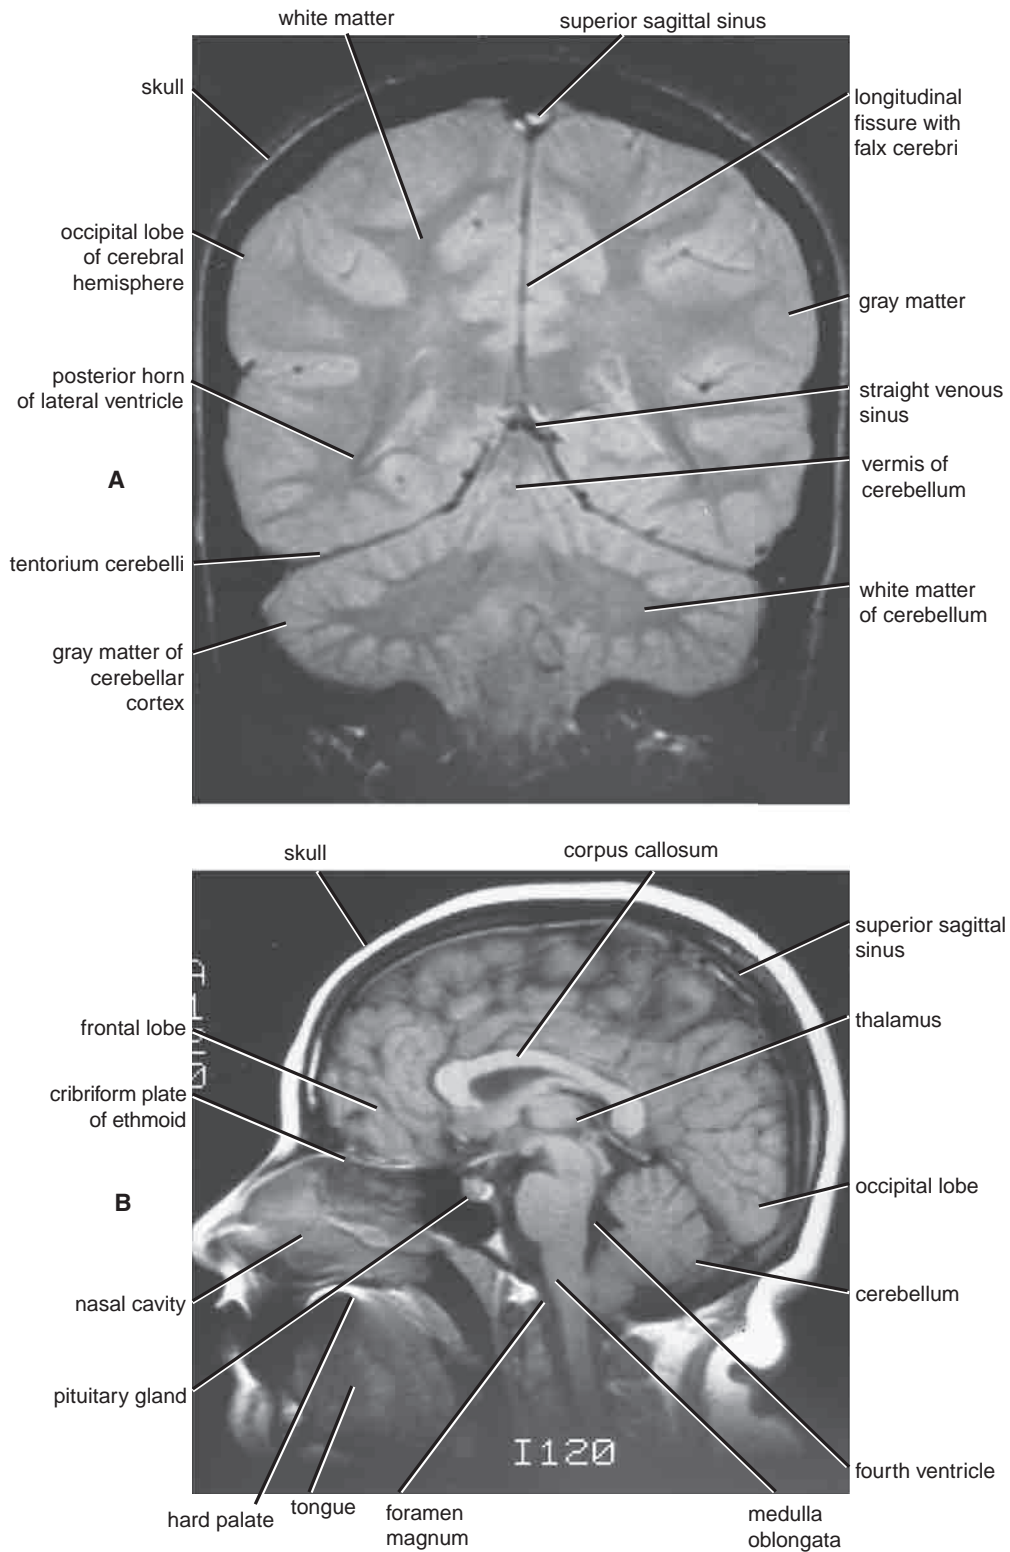 white matter
superior sagittal sinus
skull
longitudinal
fissure with
falx cerebri
occipital lobe
of cerebral
hemisphere
gray matter
posterior horn
of lateral ventricle
straight venous
sinus
A
vermis of
cerebellum
tentorium cerebelli
white matter
of cerebellum
gray matter of
cerebellar
cortex
skull
corpus callosum
superior sagittal
sinus
frontal lobe
thalamus
cribriform plate
of ethmoid
B
occipital lobe
nasal cavity
cerebellum
pituitary gland
I120
fourth ventricle
hard palate
tongue
foramen
magnum
medulla
oblongata